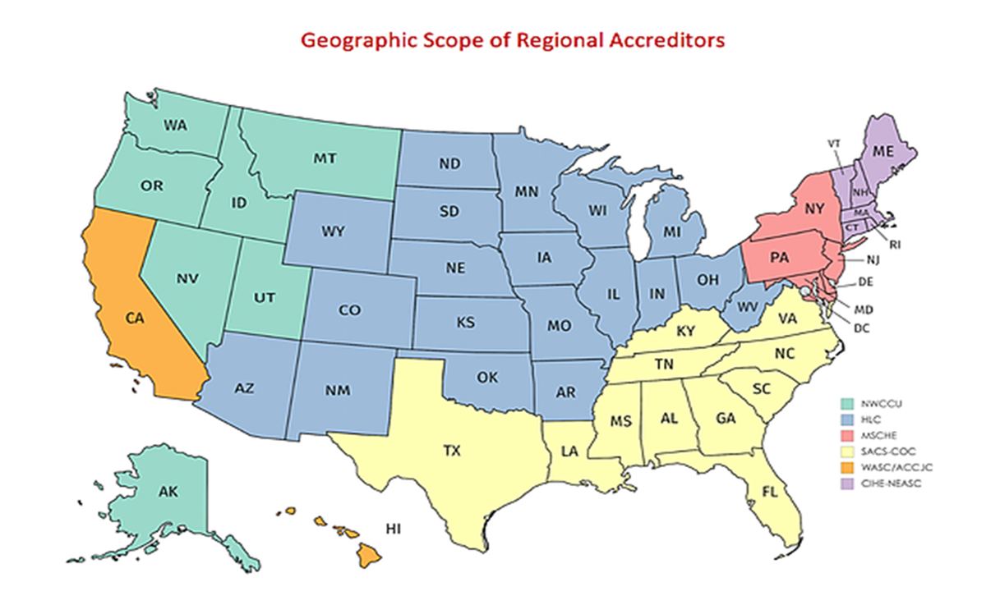 Geographic Scope of Regional Accreditors
WA
MT
ND
MN
VT
ME
OR
ID
SD
WI
MI
NY
NH
MA
CT
RI
WY
NE
IA
PA
NJ
NV
UT
CO
KS
MO
IL
IN
OH
WV
VA
DE
MD
DC
CA
KY
AZ
NM
OK
AR
TN
NC
SC
MS
AL
GA
TX
LA
FL
NWCCU
HLC
MSCHE
SACS-COC
WASC/ACCJC
CIHE-NEASC
AK
HI